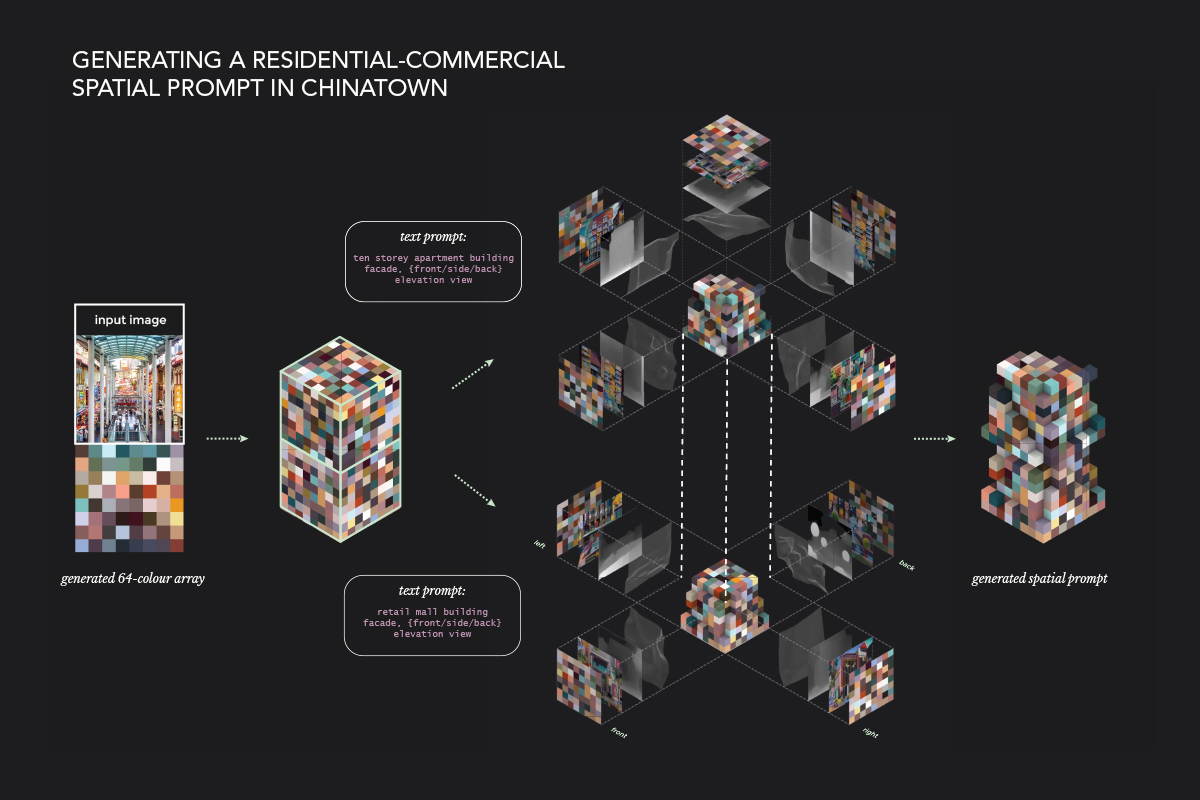 GENERATING A RESIDENTIAL-COMMERCIAL
SPATIAL PROMPT IN CHINATOWN
text prompt:
ten storey apartment building
facade, {front/side/back}
elevation view
input image
generated 64-colour array
text prompt:
retail mall building
facade, {front/side/back}
elevation view
left
back
front
right
generated spatial prompt